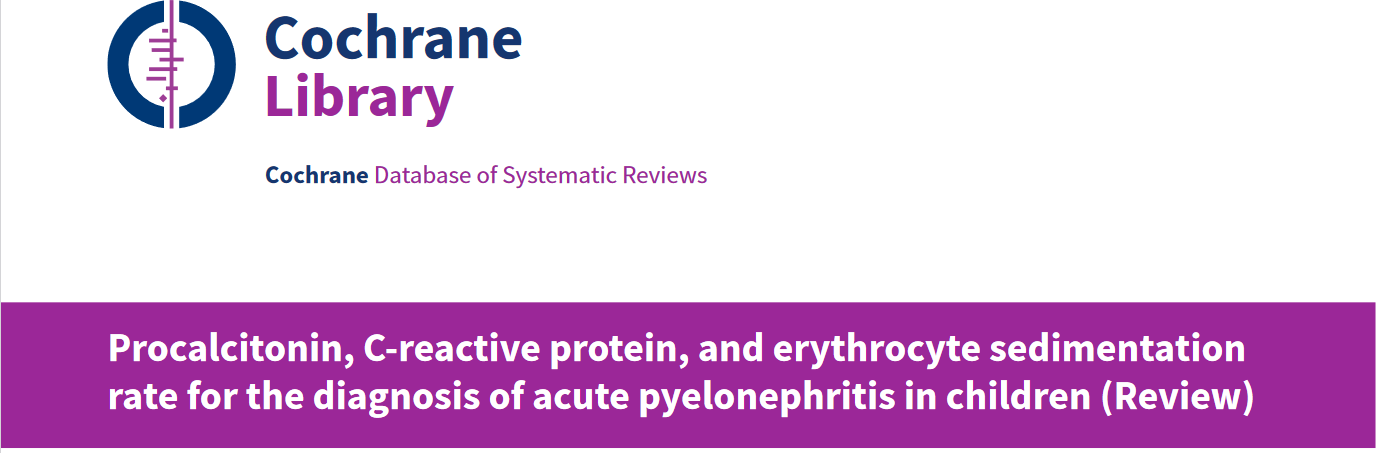 Cochrane
Library
Cochrane Database of Systematic Reviews
Procalcitonin, C-reactive protein, and erythrocyte sedimentation
rate for the diagnosis of acute pyelonephritis in children (Review)